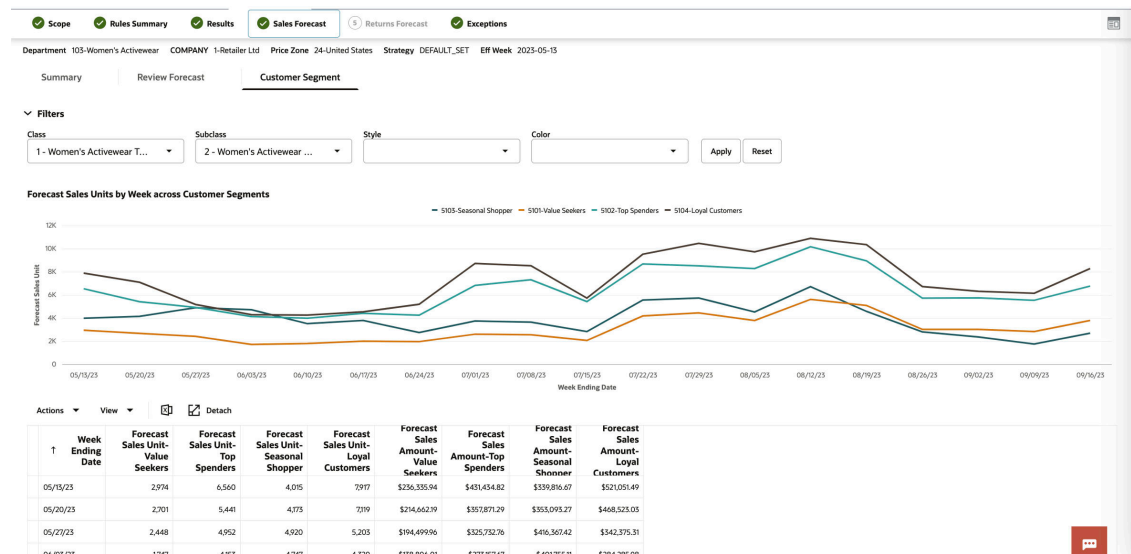 Scope Rules Summary Results Sales Forecast 5 Returns Forecast Exceptions
Department 103-Women's Activewear COMPANY 1-Retailer Ltd Price Zone 24-United States Strategy DEFAULT_SET Eff Week 2023-05-13
Summary Review Forecast Customer Segment
Filters
Class Subclass Style Color
1 - Women's Activewear T... 2 - Women's Activewear ... Apply Reset
Forecast Sales Units by Week across Customer Segments
5103-Seasonal Shopper 5101-Value Seekers 5102-Top Spenders 5104-Loyal Customers
12K
10K
8K
6K
4K
2K
0
Forecast Sales Unit
05/13/23 05/20/23 05/27/23 06/03/23 06/10/23 06/17/23 06/24/23 07/01/23 07/08/23 07/15/23 07/22/23 07/29/23 08/05/23 08/12/23 08/19/23 08/26/23 09/02/23 09/09/23 09/16/23
Week Ending Date
Actions View Detach
Week Ending Date
Forecast Sales Unit-Value Seekers
Forecast Sales Unit-Top Spenders
Forecast Sales Unit-Seasonal Shopper
Forecast Sales Unit-Loyal Customers
Forecast Sales Amount-Value Seekers
Forecast Sales Amount-Top Spenders
Forecast Sales Amount-Seasonal Shopper
Forecast Sales Amount-Loyal Customers
05/13/23 2,974 6,560 4,015 7,917 $236,335.94 $431,434.82 $339,816.67 $521,051.49
05/20/23 2,701 5,441 4,173 7,119 $214,662.19 $357,871.29 $353,093.27 $468,523.03
05/27/23 2,448 4,952 4,920 5,203 $194,499.96 $325,732.76 $416,367.42 $342,375.31